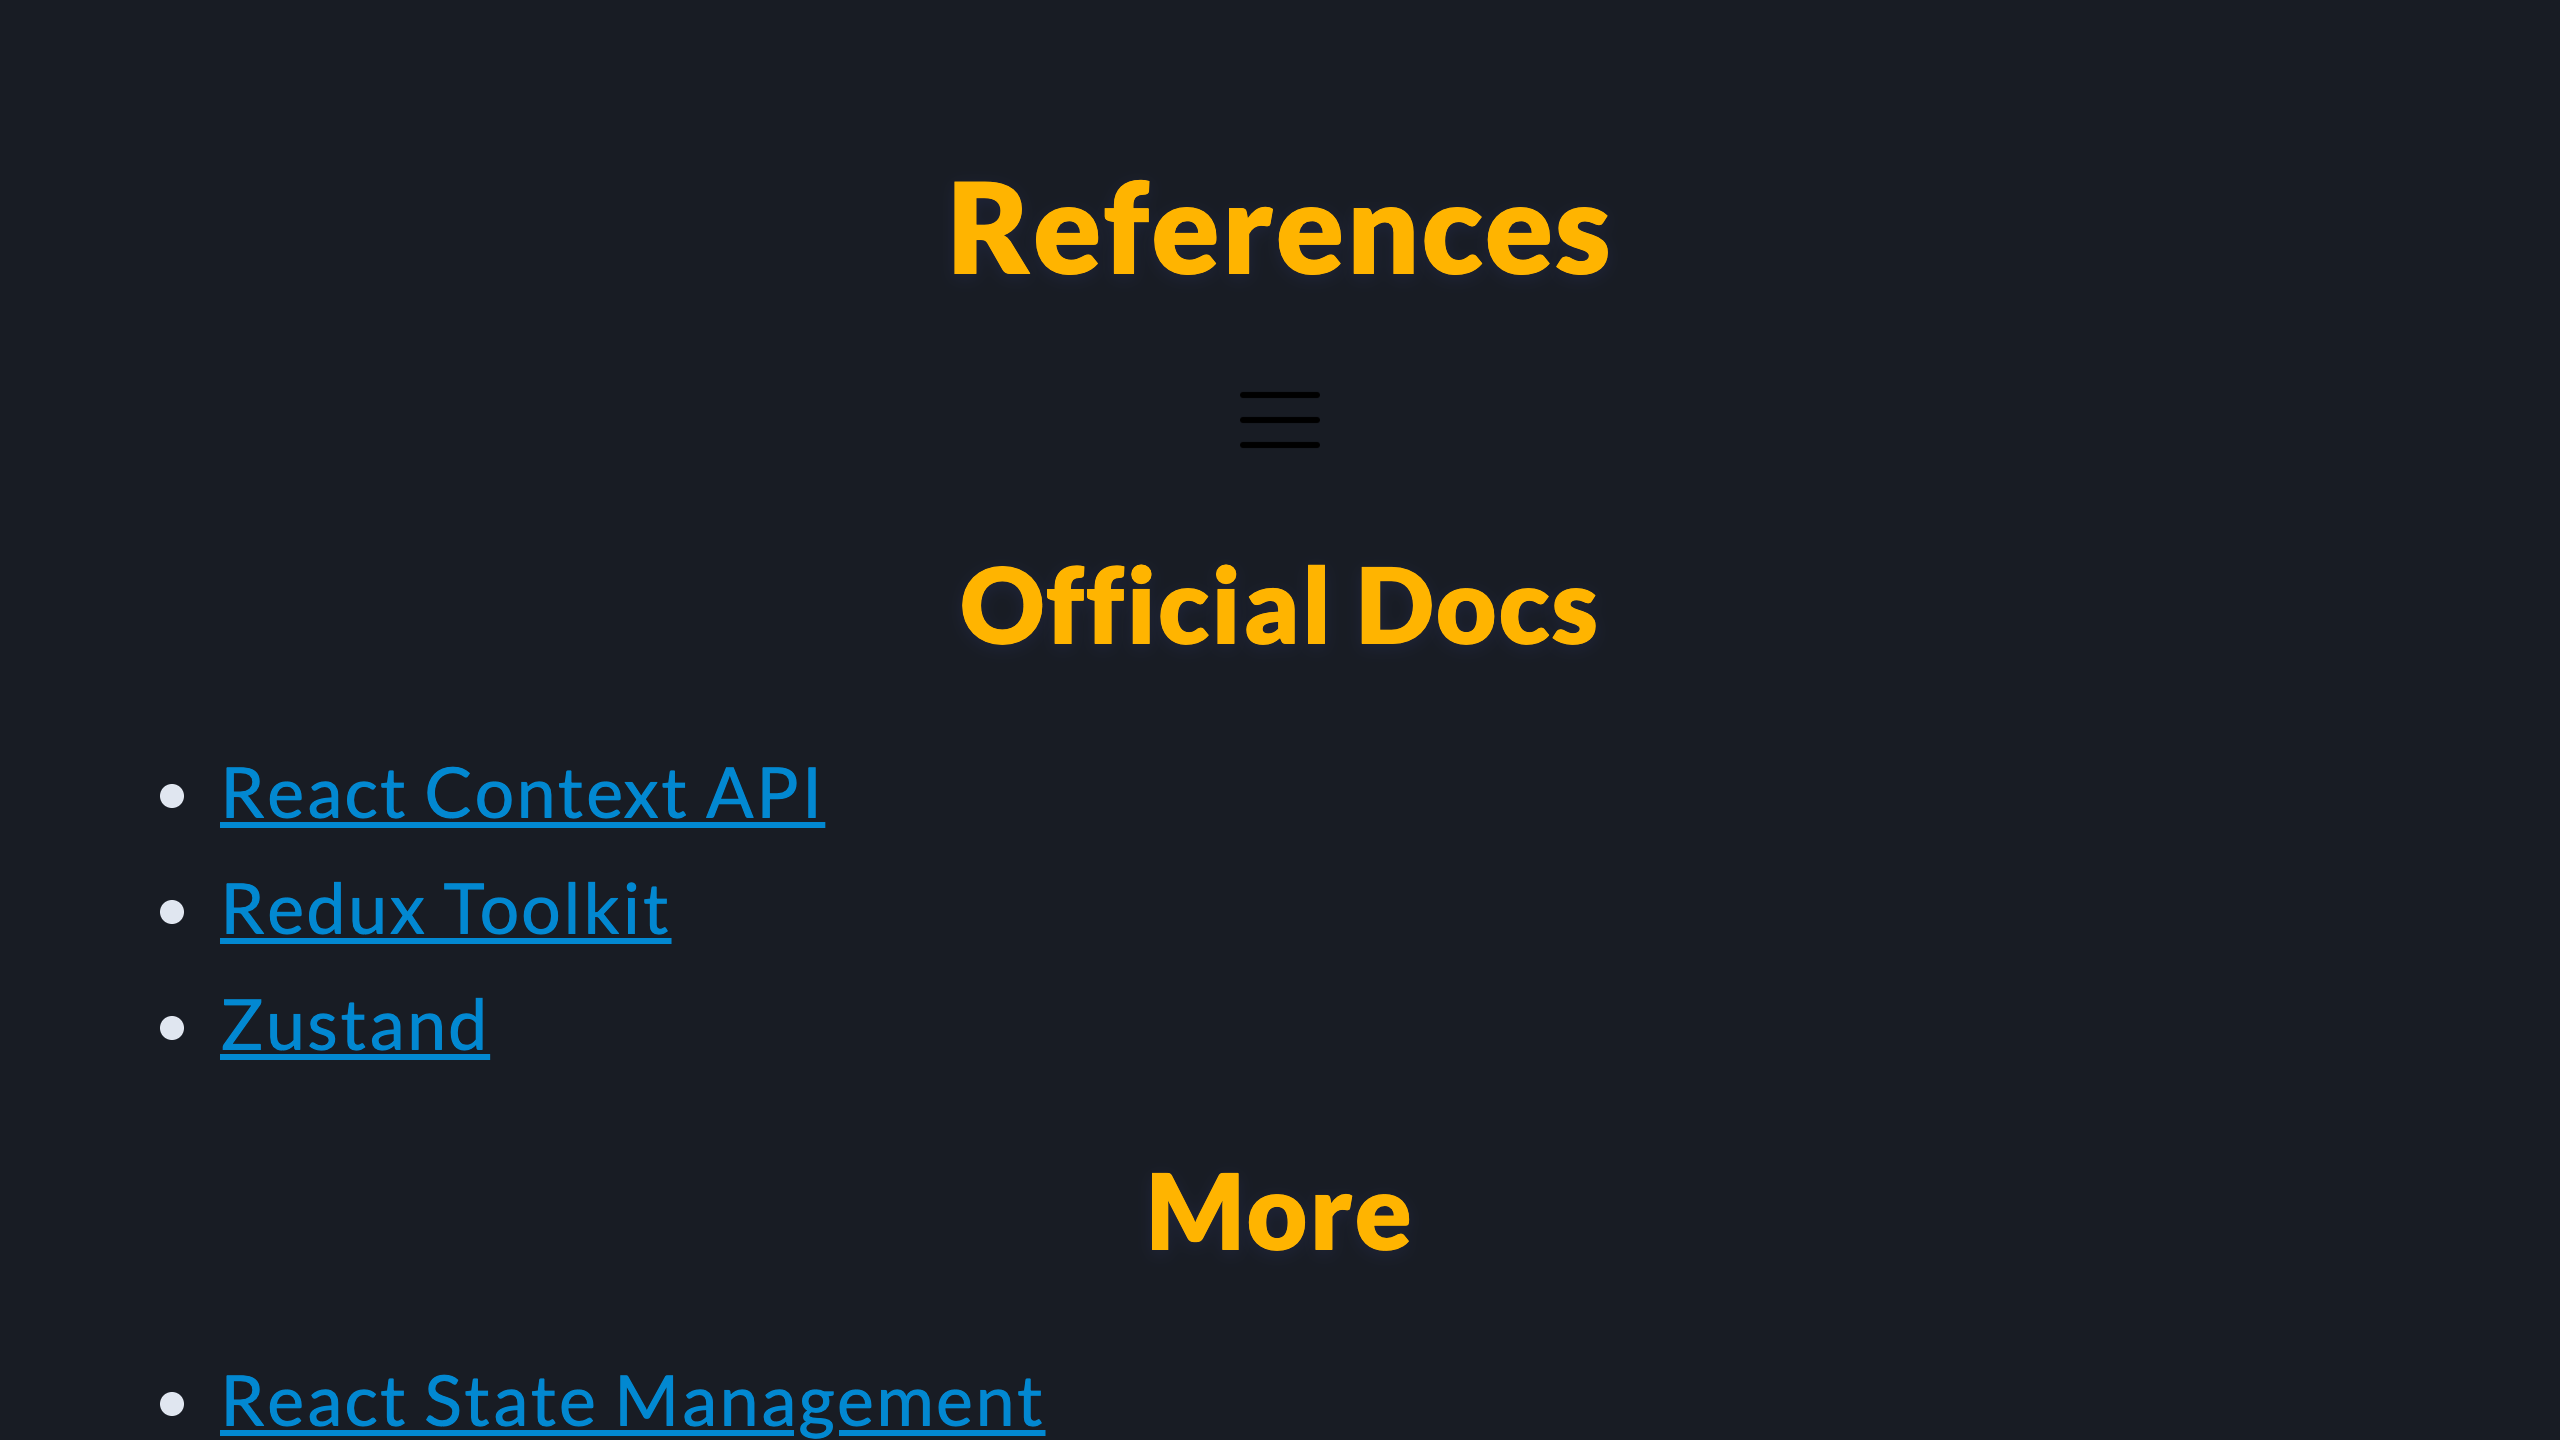 References
Official Docs
React Context API
Redux Toolkit
Zustand
More
React State Management